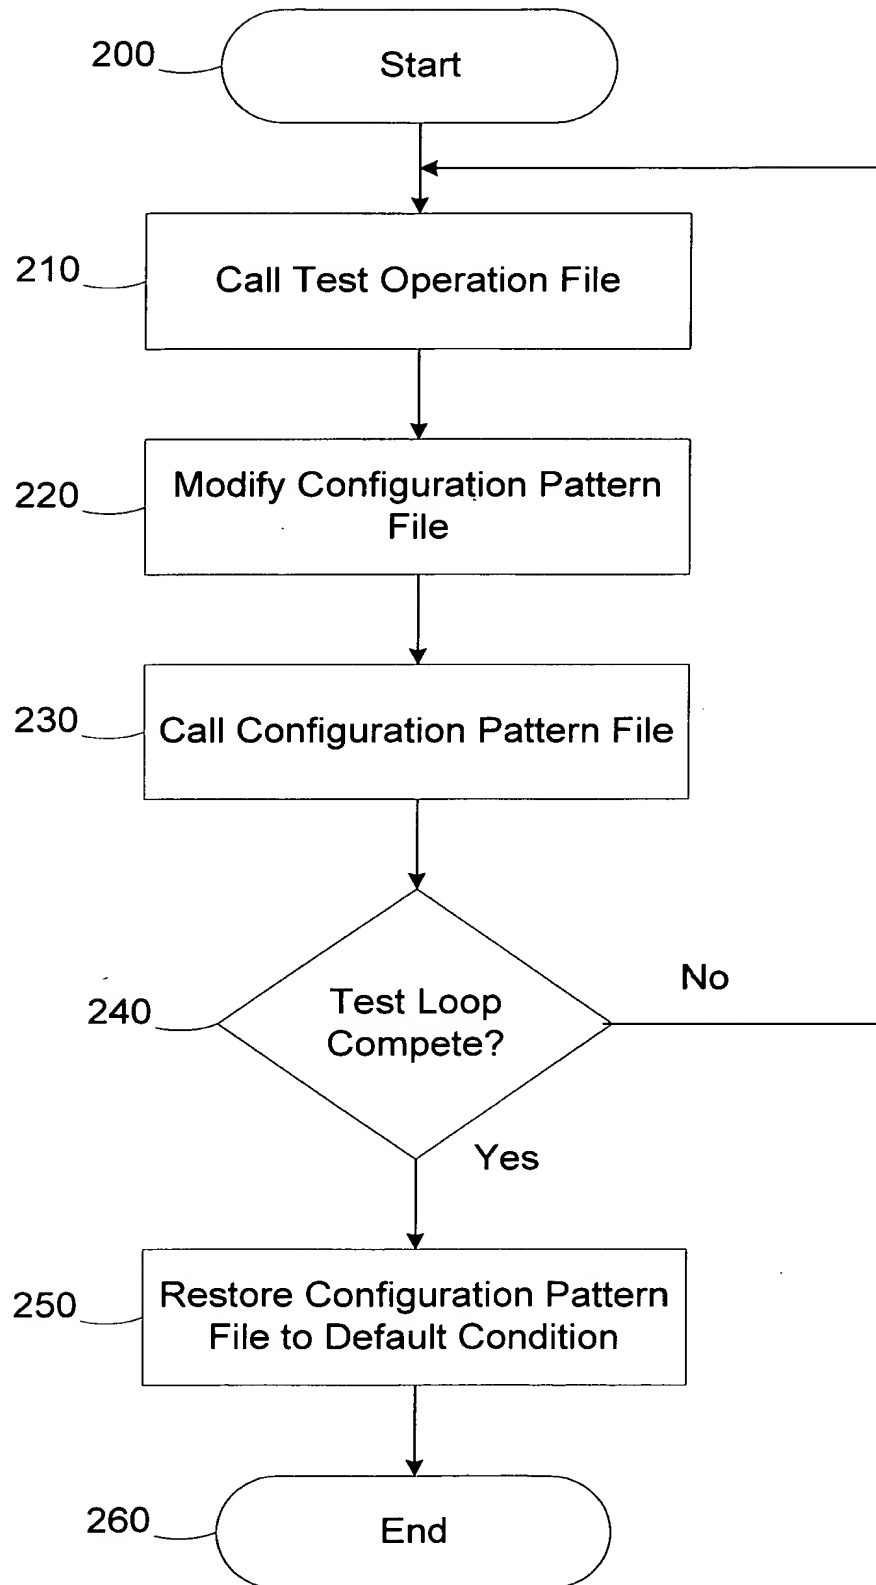 200
Start
210
Call Test Operation File
220
Modify Configuration Pattern
File
230
Call Configuration Pattern File
240
Test Loop
Compete?
No
Yes
250
Restore Configuration Pattern
File to Default Condition
260
End